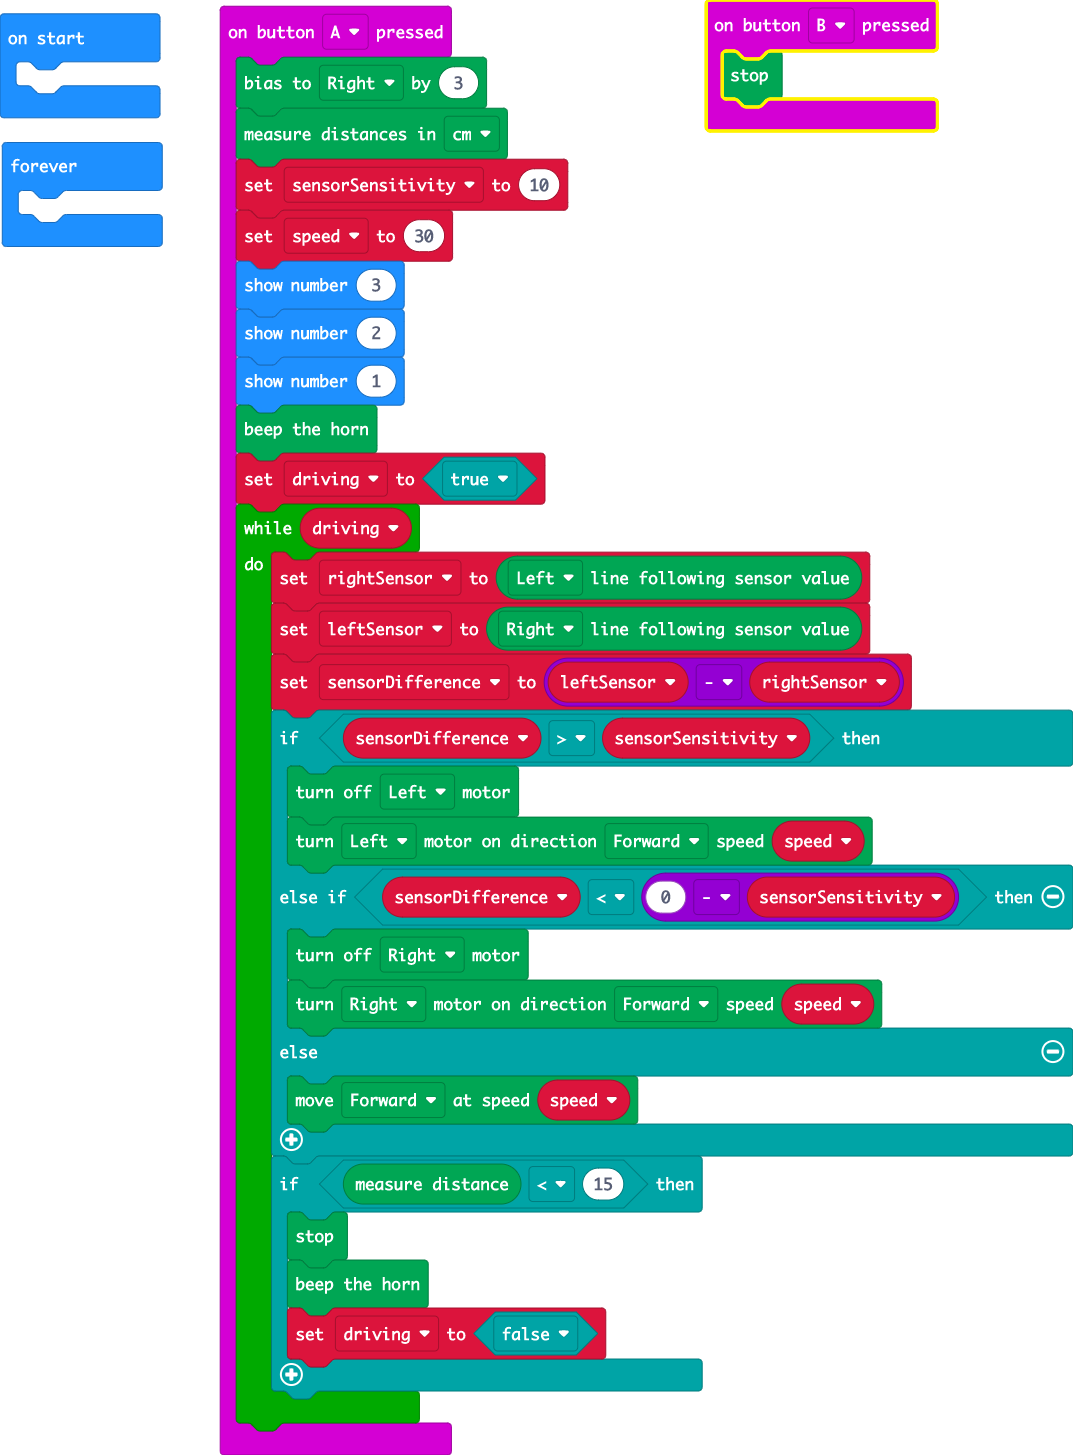 on start
forever
on button A pressed
bias to Right by 3
measure distances in cm
set sensorSensitivity to 10
set speed to 30
show number 3
show number 2
show number 1
beep the horn
set driving to true
while driving
do
set rightSensor to Left line following sensor value
set leftSensor to Right line following sensor value
set sensorDifference to leftSensor - rightSensor
if sensorDifference > sensorSensitivity then
turn off Left motor
turn Left motor on direction Forward speed speed
else if sensorDifference < 0 - sensorSensitivity then
turn off Right motor
turn Right motor on direction Forward speed speed
else
move Forward at speed speed
if measure distance < 15 then
stop
beep the horn
set driving to false
on button B pressed
stop